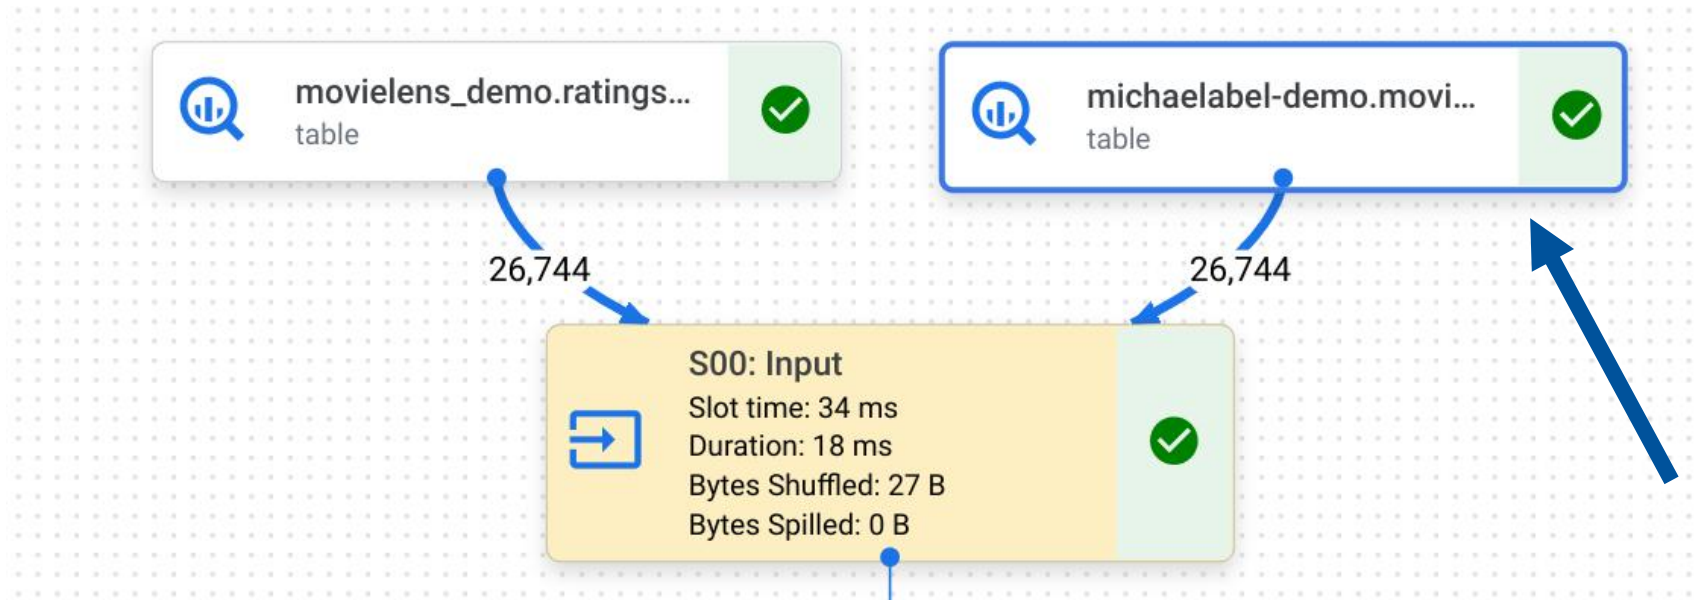 movielens_demo.ratings...
table
michaelabel-demo.movi...
table
26,744
26,744
S00: Input
Slot time: 34 ms
Duration: 18 ms
Bytes Shuffled: 27 B
Bytes Spilled: 0 B